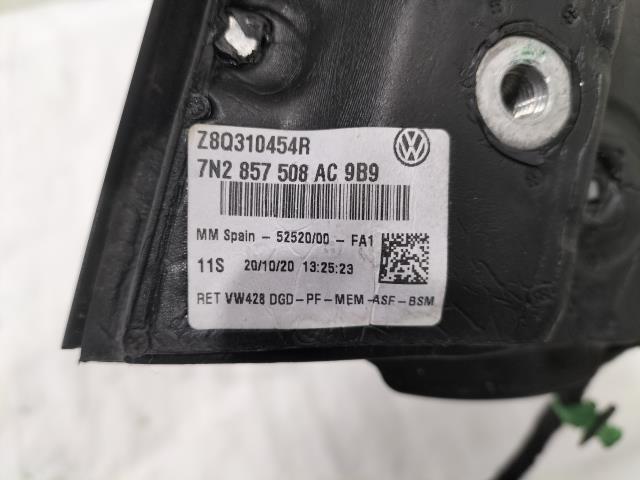 Z8Q310454R
7N2 857 508 AC 9B9
MM Spain - 52520/00 - FA1
11S 20/10/20 13:25:23
RET VW428 DGD-PF-MEM-ASF-BSM